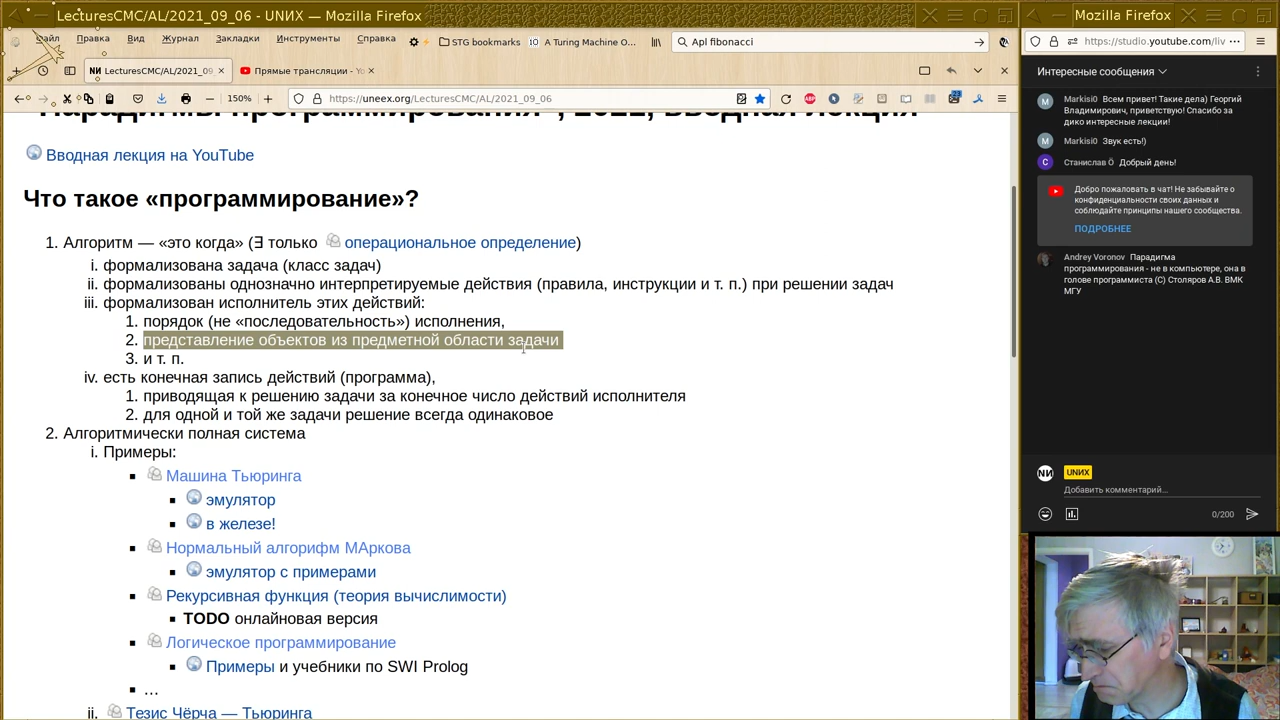 LecturesCMC/AL/2021_09_06 - UNИX — Mozilla Firefox
Файл Правка Вид Журнал Закладки Инструменты Справка STG bookmarks 10 A Turing Machine O... Apl fibonacci
NИ LecturesCMC/AL/2021_09 Прямые трансляции - Yo
150% https://uneex.org/LecturesCMC/AL/2021_09_06 23
"Парадигмы программирования", 2021, вводная лекция
Вводная лекция на YouTube
Что такое «программирование»?
1. Алгоритм — «это когда» (∃ только операциональное определение)
i. формализована задача (класс задач)
ii. формализованы однозначно интерпретируемые действия (правила, инструкции и т. п.) при решении задач
iii. формализован исполнитель этих действий:
1. порядок (не «последовательность») исполнения,
2. представление объектов из предметной области задачи
3. и т. п.
iv. есть конечная запись действий (программа),
1. приводящая к решению задачи за конечное число действий исполнителя
2. для одной и той же задачи решение всегда одинаковое
2. Алгоритмически полная система
i. Примеры:
Машина Тьюринга
эмулятор
в железе!
Нормальный алгорифм МАркова
эмулятор с примерами
Рекурсивная функция (теория вычислимости)
TODO онлайновая версия
Логическое программирование
Примеры и учебники по SWI Prolog
...
ii. Тезис Чёрча — Тьюринга
Mozilla Firefox
https://studio.youtube.com/liv
Интересные сообщения
M Markisi0 Всем привет! Такие дела) Георгий
Владимирович, приветствую! Спасибо за
дико интересные лекции!
M Markisi0 Звук есть!)
С Станислав Ö Добрый день!
Добро пожаловать в чат! Не забывайте о
конфиденциальности своих данных и
соблюдайте принципы нашего сообщества.
ПОДРОБНЕЕ
Andrey Voronov Парадигма
программирования - не в компьютере, она в
голове программиста (С) Столяров А.В. ВМК
МГУ
NИ UNИX
Добавить комментарий...
0/200